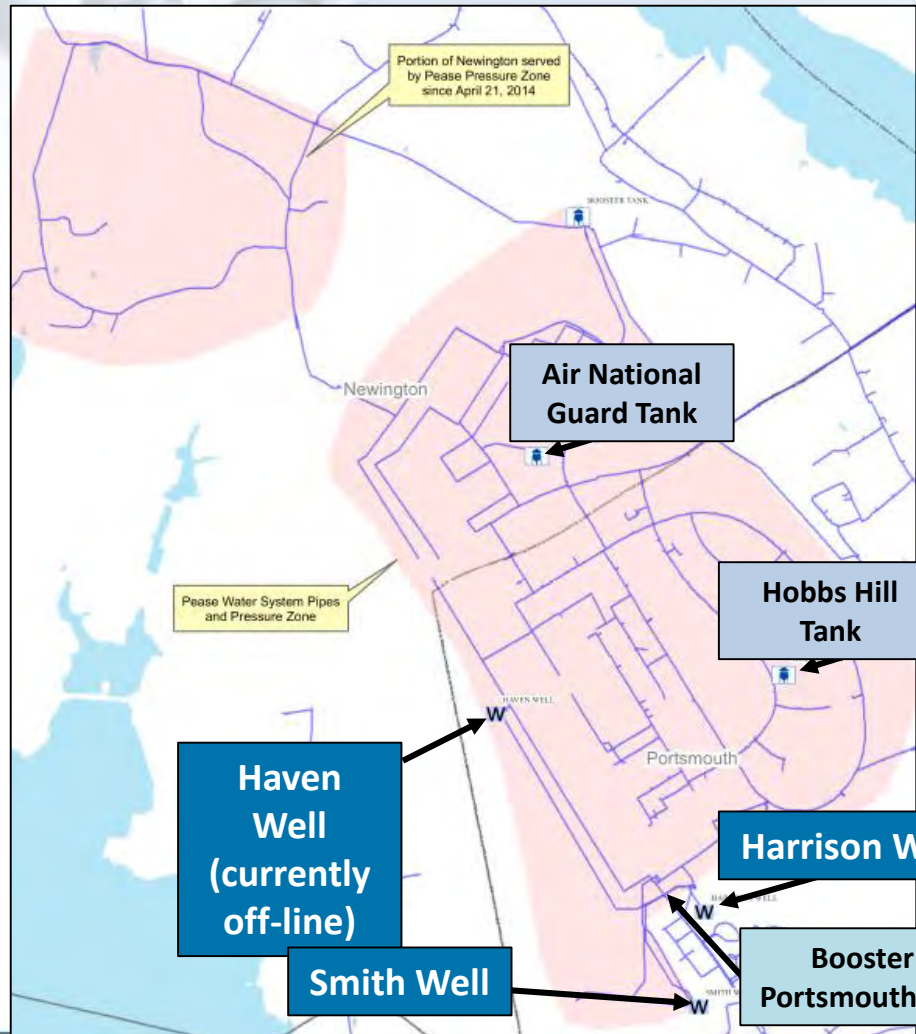 Portion of Newington served
by Pease Pressure Zone
since April 21, 2014
BOOSTER TANK
Newington
Air National
Guard Tank
Pease Water System Pipes
and Pressure Zone
Hobbs Hill
Tank
HAVEN WELL
W
Portsmouth
Haven
Well
(currently
off-line)
Harrison W
W
WELL
Booster
Portsmouth
Smith Well
SMITH W
W